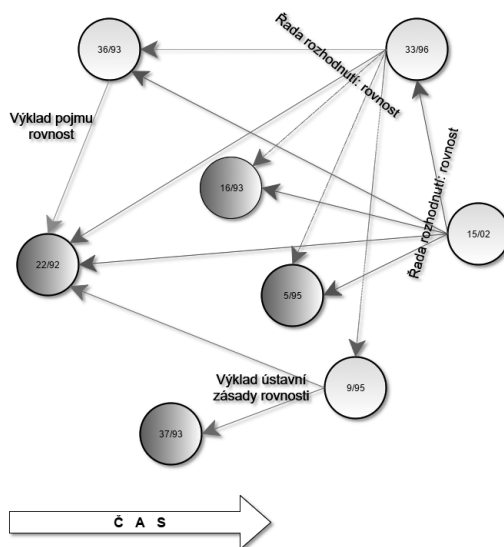 36/93
33/96
Řada rozhodnutí: rovnost
Výklad pojmu
rovnost
16/93
Řada rozhodnutí: rovnost
15/02
22/92
5/95
Výklad ústavní
zásady rovnosti
9/95
37/93
Č A S